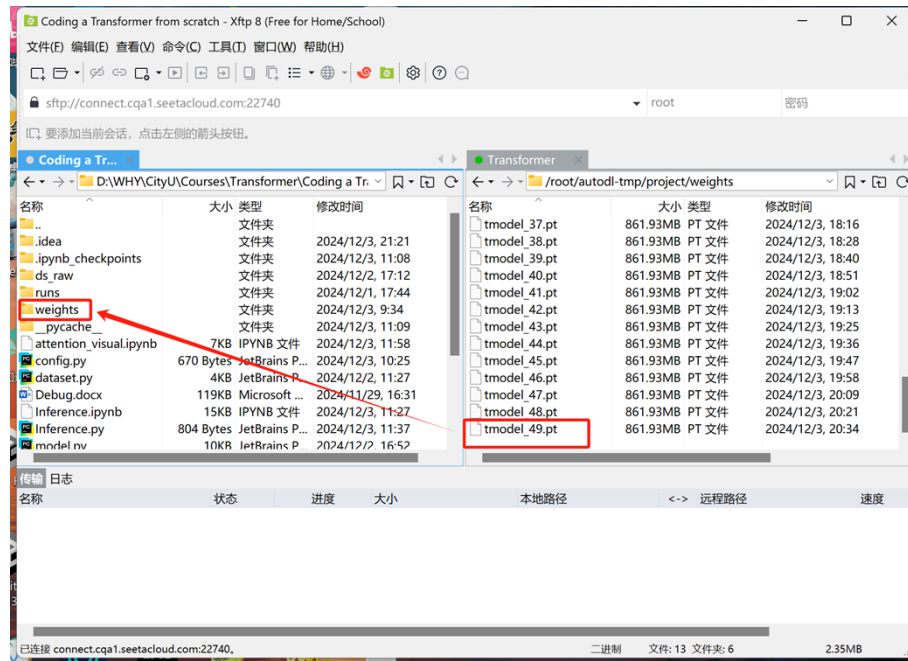 Coding a Transformer from scratch - Xftp 8 (Free for Home/School)
文件(F) 编辑(E) 查看(V) 命令(C) 工具(T) 窗口(W) 帮助(H)
sftp://connect.cqa1.seetacloud.com:22740 root 密码
要添加当前会话，点击左侧的箭头按钮。
Coding a Tr... Transformer
D:\WHY\CityU\Courses\Transformer\Coding a Tr /root/autodl-tmp/project/weights
名称 大小 类型 修改时间 名称 大小 类型 修改时间
.. 文件夹 tmodel_37.pt 861.93MB PT 文件 2024/12/3, 18:16
.idea 文件夹 2024/12/3, 21:21 tmodel_38.pt 861.93MB PT 文件 2024/12/3, 18:28
.ipynb_checkpoints 文件夹 2024/12/3, 11:08 tmodel_39.pt 861.93MB PT 文件 2024/12/3, 18:40
ds_raw 文件夹 2024/12/2, 17:12 tmodel_40.pt 861.93MB PT 文件 2024/12/3, 18:51
runs 文件夹 2024/12/1, 17:44 tmodel_41.pt 861.93MB PT 文件 2024/12/3, 19:02
weights 文件夹 2024/12/3, 9:34 tmodel_42.pt 861.93MB PT 文件 2024/12/3, 19:13
__pycache__ 文件夹 2024/12/3, 11:09 tmodel_43.pt 861.93MB PT 文件 2024/12/3, 19:25
attention_visual.ipynb 7KB IPYNB 文件 2024/12/3, 11:58 tmodel_44.pt 861.93MB PT 文件 2024/12/3, 19:36
config.py 670 Bytes JetBrains P... 2024/12/3, 10:25 tmodel_45.pt 861.93MB PT 文件 2024/12/3, 19:47
dataset.py 4KB JetBrains P... 2024/12/2, 11:27 tmodel_46.pt 861.93MB PT 文件 2024/12/3, 19:58
Debug.docx 119KB Microsoft ... 2024/11/29, 16:31 tmodel_47.pt 861.93MB PT 文件 2024/12/3, 20:09
Inference.ipynb 15KB IPYNB 文件 2024/12/3, 11:27 tmodel_48.pt 861.93MB PT 文件 2024/12/3, 20:21
Inference.py 804 Bytes JetBrains P... 2024/12/3, 11:37 tmodel_49.pt 861.93MB PT 文件 2024/12/3, 20:34
model.py 10KB JetBrains P... 2024/12/2, 16:52
传输 日志
名称 状态 进度 大小 本地路径 <-> 远程路径 速度
已连接 connect.cqa1.seetacloud.com:22740。 二进制 文件: 13 文件夹: 6 2.35MB